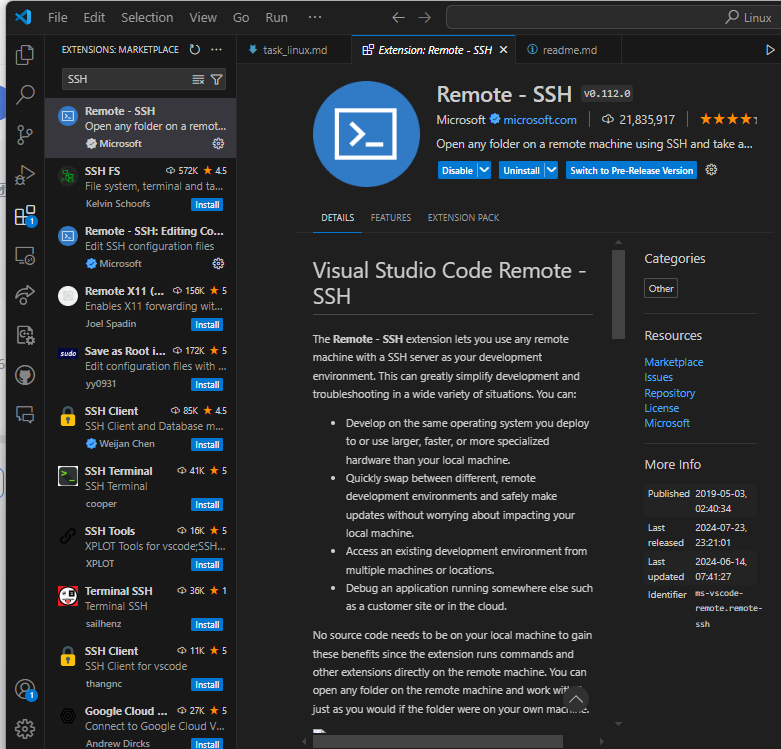 File Edit Selection View Go Run ···
Linux
EXTENSIONS: MARKETPLACE
task_linux.md
Extension: Remote - SSH
readme.md
SSH
Remote - SSH
Open any folder on a remot...
Microsoft
SSH FS 572K 4.5
File system, terminal and ta...
Kelvin Schoofs Install
Remote - SSH: Editing Co...
Edit SSH configuration files
Microsoft
Remote X11 (... 156K 5
Enables X11 forwarding wit...
Joel Spadin Install
sudo
Save as Root i... 172K 5
Edit configuration files with ...
yy0931 Install
SSH Client 85K 4.5
SSH Client and Database m...
Weijan Chen Install
SSH Terminal 41K 5
SSH Terminal
cooper Install
SSH Tools 16K 5
XPLOT Tools for vscode;SSH...
XPLOT Install
Terminal SSH 36K 1
Terminal SSH
sailhenz Install
SSH Client 11K 5
SSH Client for vscode
thangnc Install
Google Cloud ... 27K 5
Connect to Google Cloud V...
Andrew Dircks Install
1
1
Remote - SSH v0.112.0
Microsoft microsoft.com 21,835,917
Open any folder on a remote machine using SSH and take a...
Disable Uninstall Switch to Pre-Release Version
DETAILS FEATURES EXTENSION PACK
Visual Studio Code Remote -
SSH
The Remote - SSH extension lets you use any remote
machine with a SSH server as your development
environment. This can greatly simplify development and
troubleshooting in a wide variety of situations. You can:
• Develop on the same operating system you deploy
to or use larger, faster, or more specialized
hardware than your local machine.
• Quickly swap between different, remote
development environments and safely make
updates without worrying about impacting your
local machine.
• Access an existing development environment from
multiple machines or locations.
• Debug an application running somewhere else such
as a customer site or in the cloud.
No source code needs to be on your local machine to gain
these benefits since the extension runs commands and
other extensions directly on the remote machine. You can
open any folder on the remote machine and work with
just as you would if the folder were on your own machine.
Categories
Other
Resources
Marketplace
Issues
Repository
License
Microsoft
More Info
Published 2019-05-03,
02:40:34
Last 2024-07-23,
released 23:21:01
Last 2024-06-14,
updated 07:41:27
Identifier ms-vscode-
remote.remote-
ssh